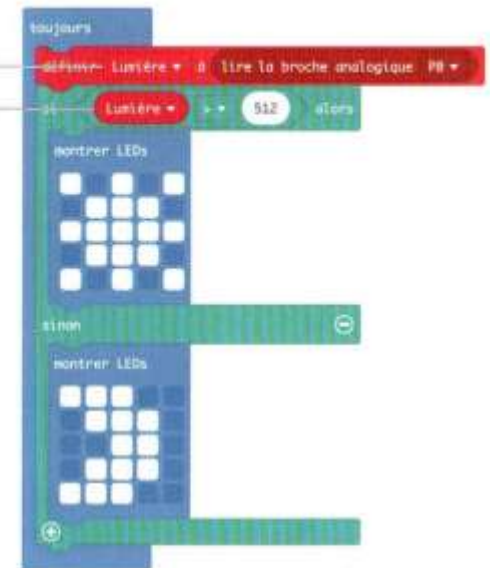 toujours
définir Lumière à lire la broche analogique P0
si Lumière > 512 alors
montrer LEDs
sinon
montrer LEDs